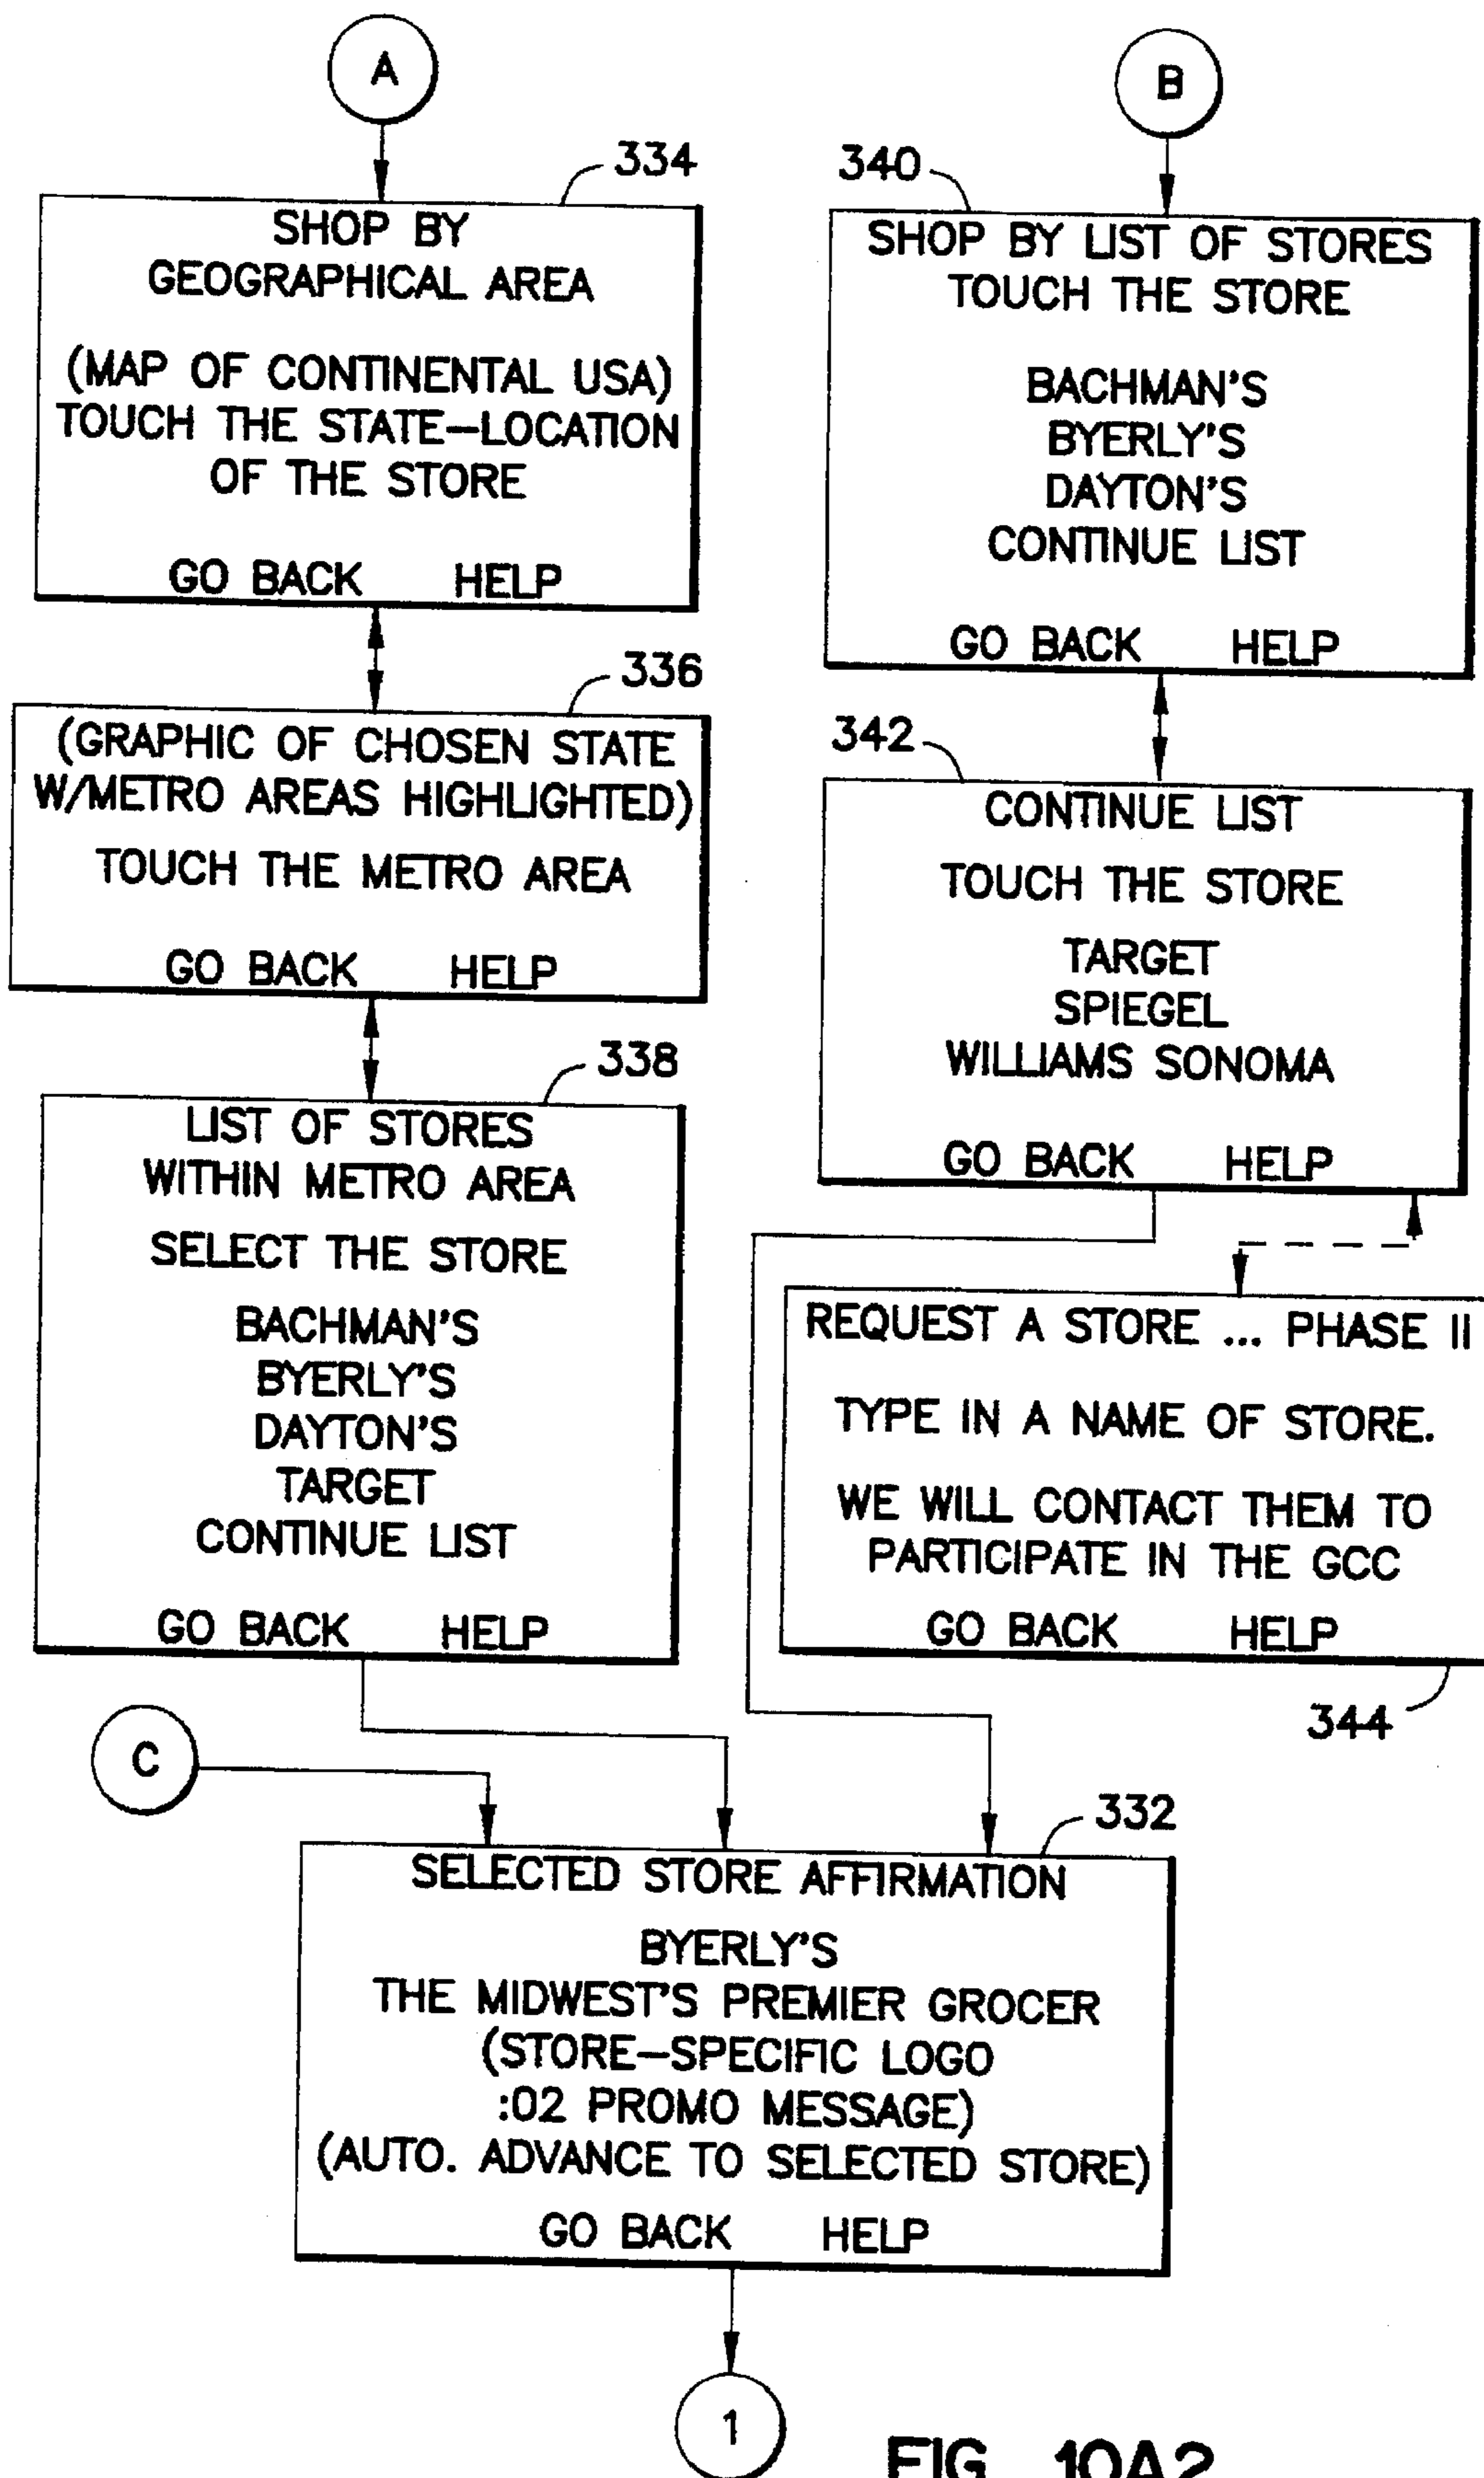 A
334
SHOP BY
GEOGRAPHICAL AREA
(MAP OF CONTINENTAL USA)
TOUCH THE STATE—LOCATION
OF THE STORE
GO BACK HELP
336
(GRAPHIC OF CHOSEN STATE
W/METRO AREAS HIGHLIGHTED)
TOUCH THE METRO AREA
GO BACK HELP
338
LIST OF STORES
WITHIN METRO AREA
SELECT THE STORE
BACHMAN'S
BYERLY'S
DAYTON'S
TARGET
CONTINUE LIST
GO BACK HELP
B
340
SHOP BY LIST OF STORES
TOUCH THE STORE
BACHMAN'S
BYERLY'S
DAYTON'S
CONTINUE LIST
GO BACK HELP
342
CONTINUE LIST
TOUCH THE STORE
TARGET
SPIEGEL
WILLIAMS SONOMA
GO BACK HELP
REQUEST A STORE ... PHASE II
TYPE IN A NAME OF STORE.
WE WILL CONTACT THEM TO
PARTICIPATE IN THE GCC
GO BACK HELP
344
C
332
SELECTED STORE AFFIRMATION
BYERLY'S
THE MIDWEST'S PREMIER GROCER
(STORE—SPECIFIC LOGO
:02 PROMO MESSAGE)
(AUTO. ADVANCE TO SELECTED STORE)
GO BACK HELP
1
FIG. 10A2